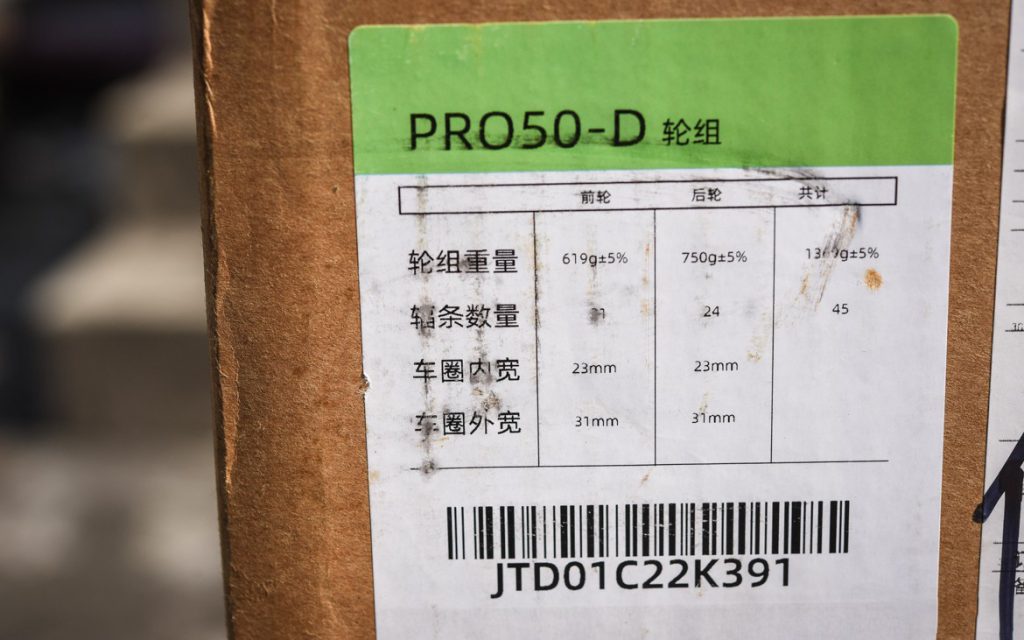 PRO50-D 轮组
前轮 后轮 共计
轮组重量 619g±5% 750g±5%
辐条数量 24 45
车圈内宽 23mm 23mm
车圈外宽 31mm 31mm
JTD01C22K391